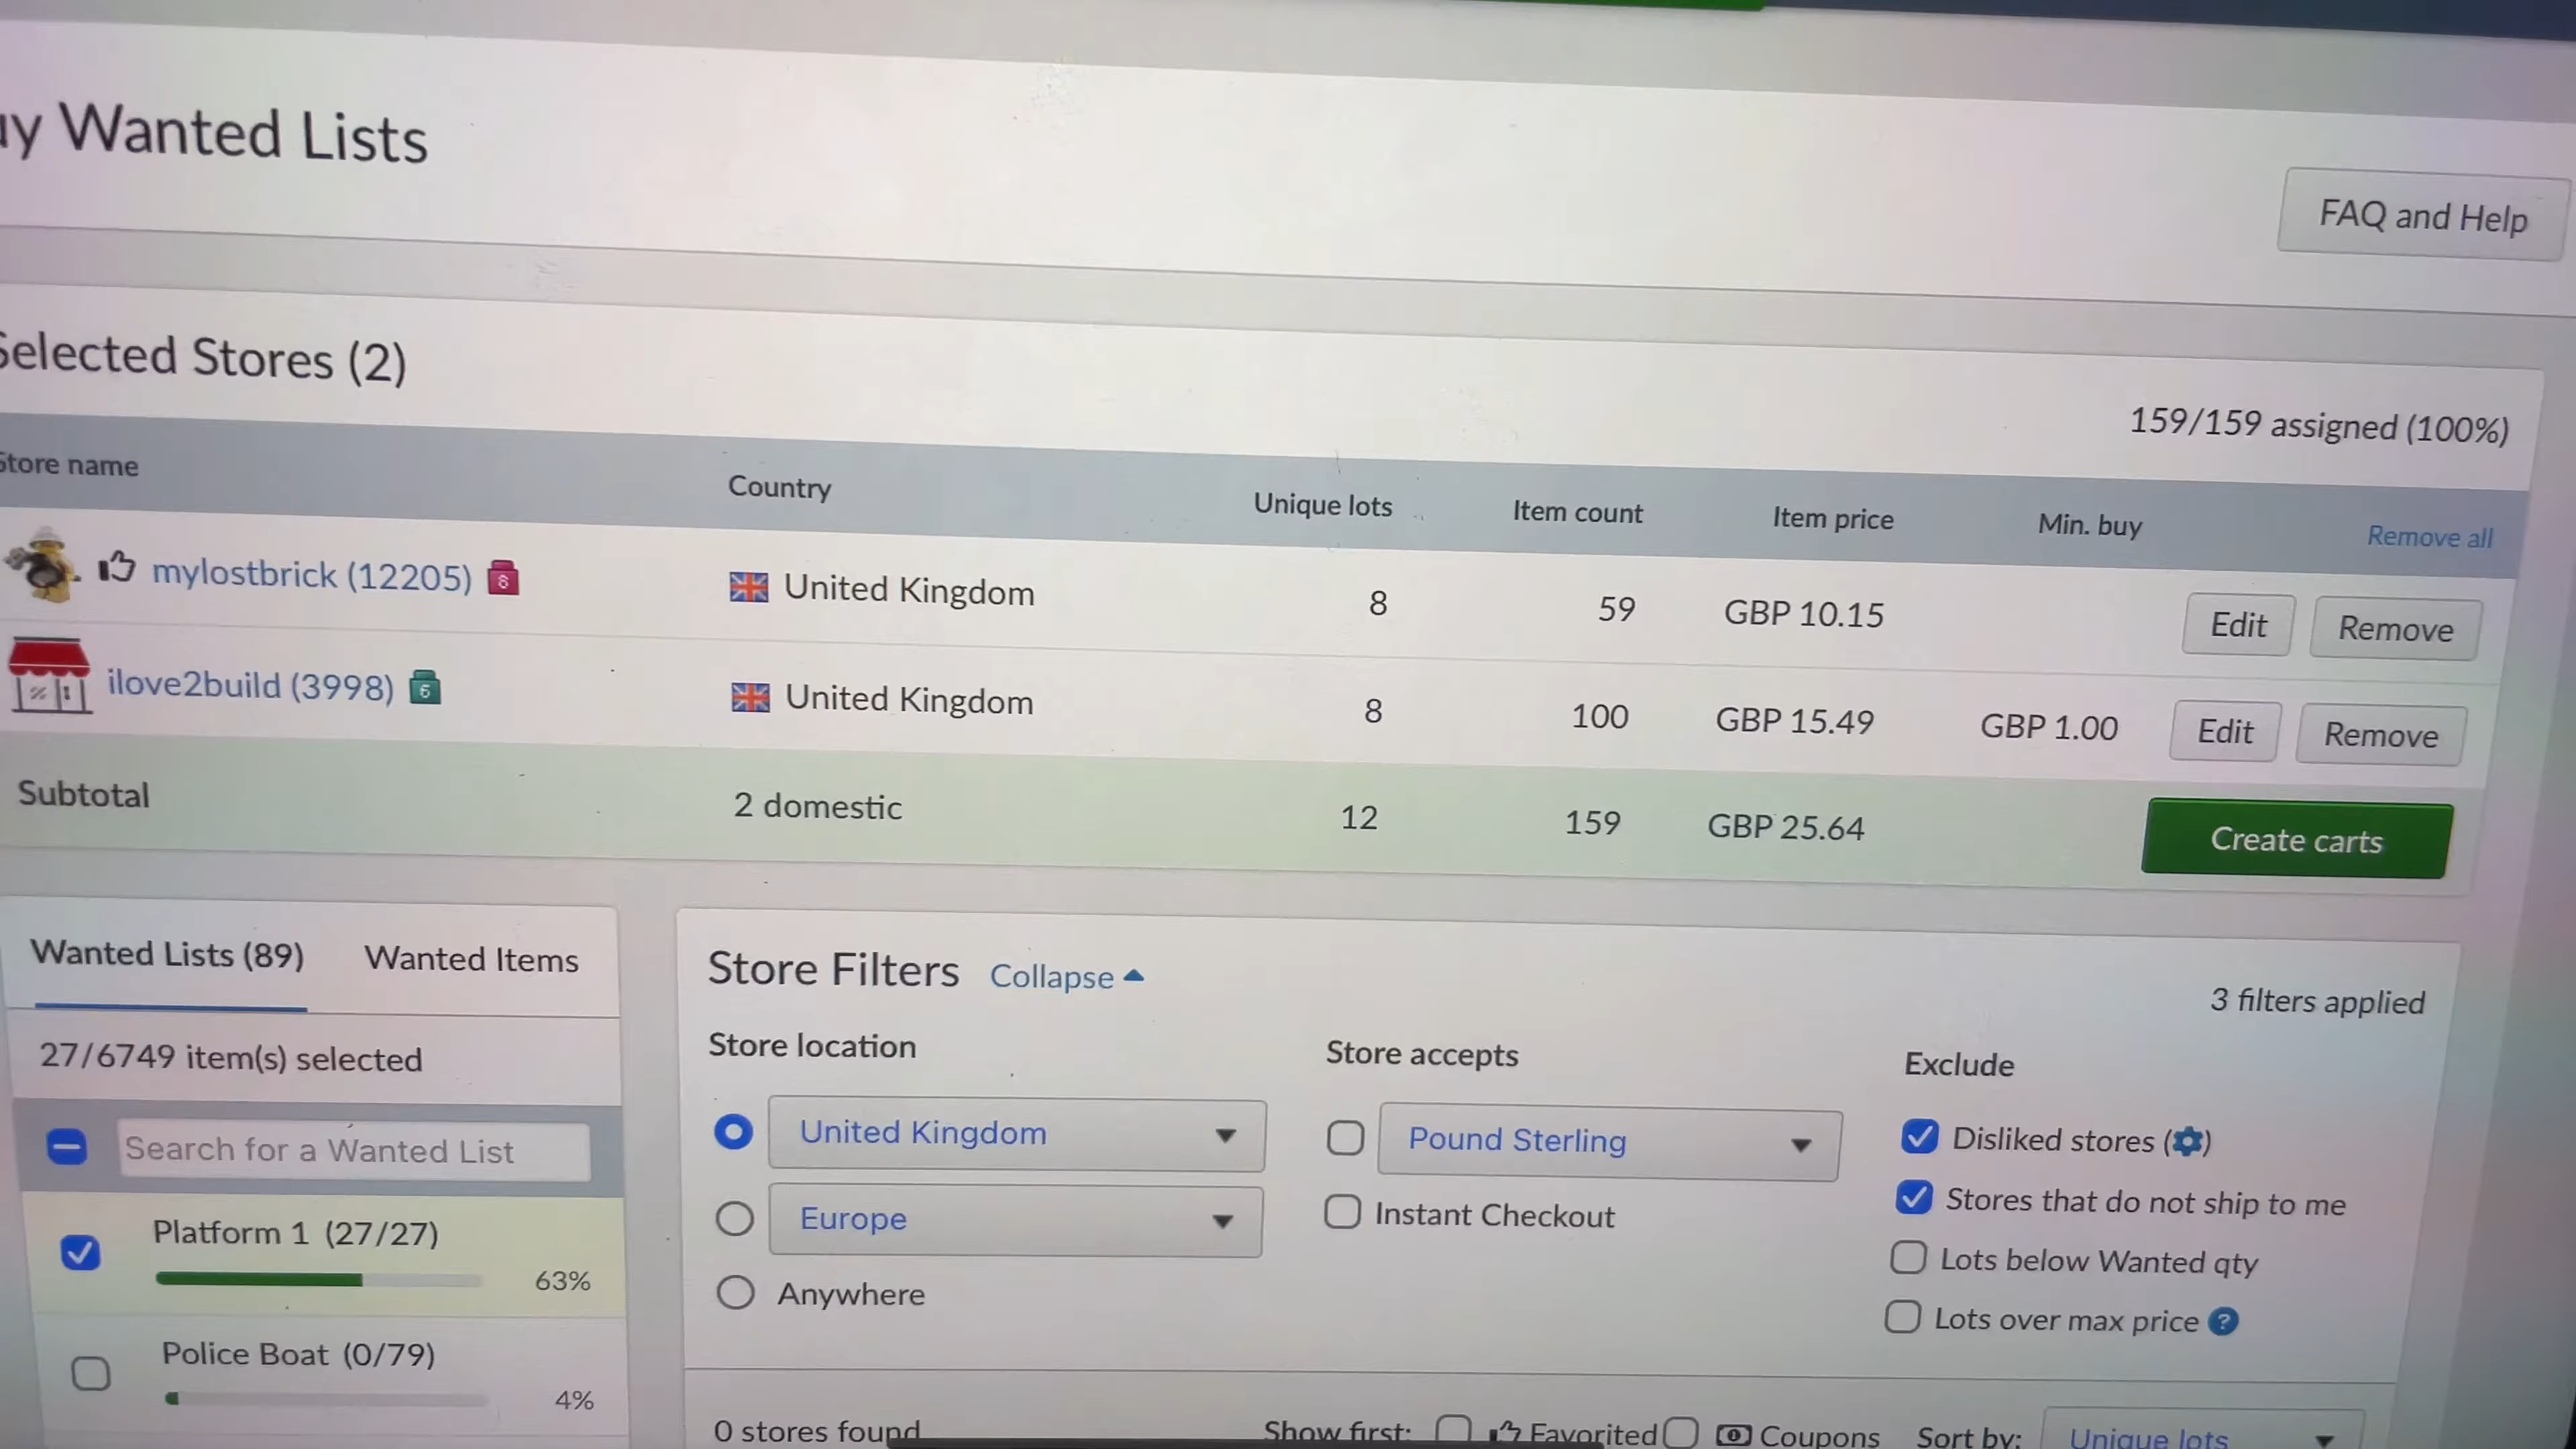 uy Wanted Lists
FAQ and Help
Selected Stores (2)
159/159 assigned (100%)
Store name Country Unique lots Item count Item price Min. buy Remove all
mylostbrick (12205) 8 United Kingdom 8 59 GBP 10.15 Edit Remove
ilove2build (3998) 6 United Kingdom 8 100 GBP 15.49 GBP 1.00 Edit Remove
Subtotal 2 domestic 12 159 GBP 25.64 Create carts
Wanted Lists (89) Wanted Items
27/6749 item(s) selected
Search for a Wanted List
Platform 1 (27/27)
63%
Police Boat (0/79)
4%
Store Filters Collapse
3 filters applied
Store location
United Kingdom
Europe
Anywhere
Store accepts
Pound Sterling
Instant Checkout
Exclude
Disliked stores ()
Stores that do not ship to me
Lots below Wanted qty
Lots over max price ?
0 stores found Show first: Favorited Coupons Sort by: Unique lots